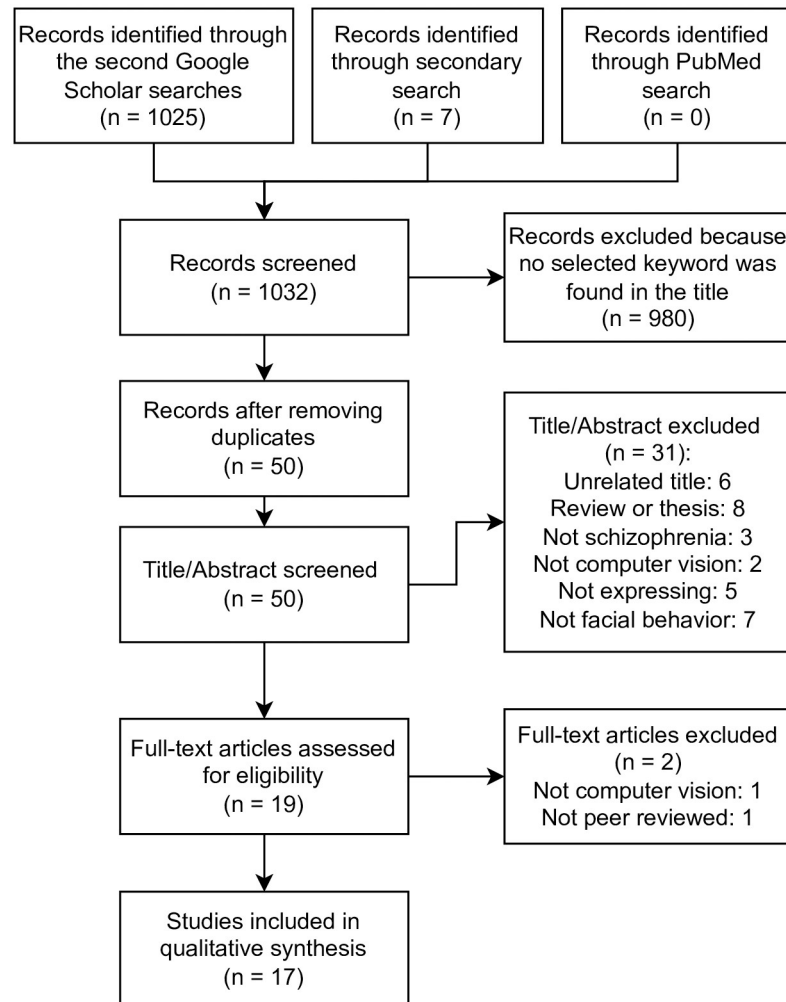 Records identified through
the second Google
Scholar searches
(n = 1025)
Records identified
through secondary
search
(n = 7)
Records identified
through PubMed
search
(n = 0)
Records screened
(n = 1032)
Records excluded because
no selected keyword was
found in the title
(n = 980)
Records after removing
duplicates
(n = 50)
Title/Abstract screened
(n = 50)
Title/Abstract excluded
(n = 31):
Unrelated title: 6
Review or thesis: 8
Not schizophrenia: 3
Not computer vision: 2
Not expressing: 5
Not facial behavior: 7
Full-text articles assessed
for eligibility
(n = 19)
Full-text articles excluded
(n = 2)
Not computer vision: 1
Not peer reviewed: 1
Studies included in
qualitative synthesis
(n = 17)